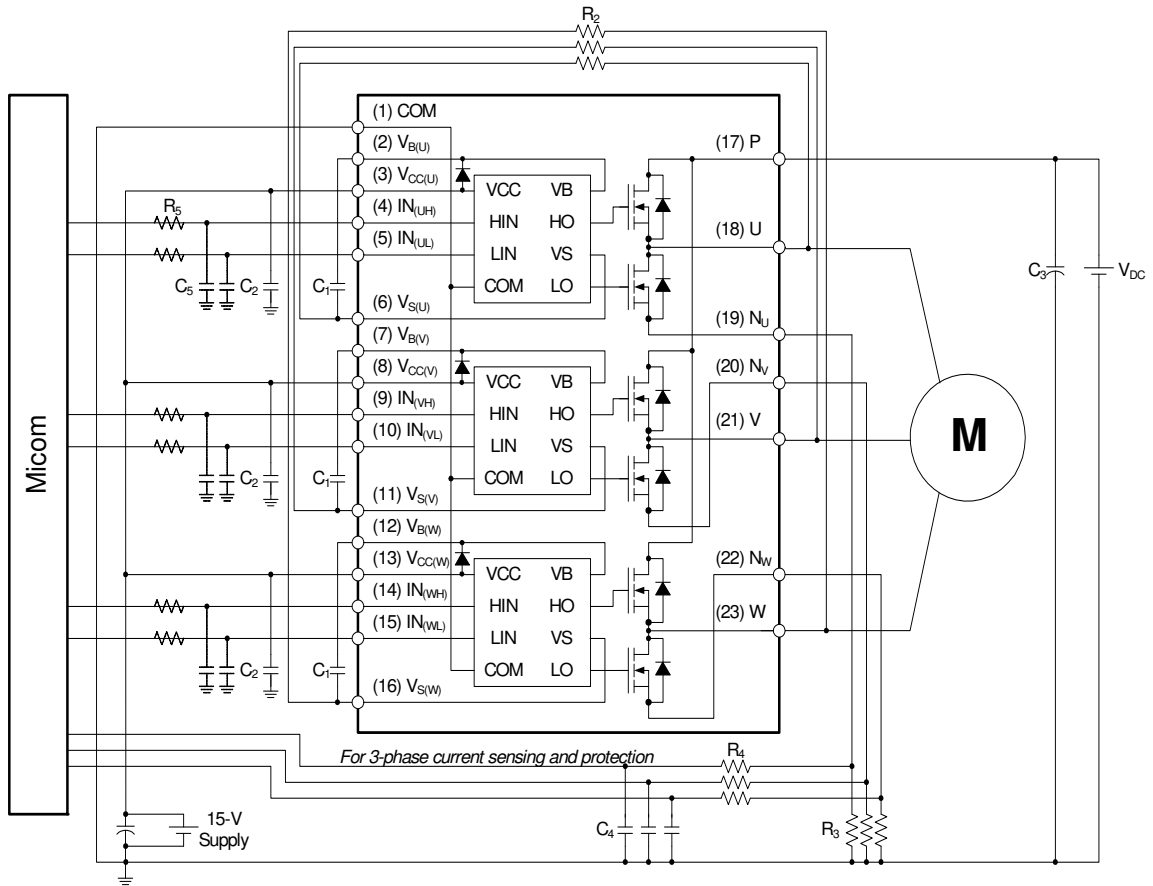 R2
Micom
(1) COM
(2) VB(U)
(3) VCC(U)
(4) IN(UH)
(5) IN(UL)
(6) VS(U)
(7) VB(V)
(8) VCC(V)
(9) IN(VH)
(10) IN(VL)
(11) VS(V)
(12) VB(W)
(13) VCC(W)
(14) IN(WH)
(15) IN(WL)
(16) VS(W)
R5
C5
C2
C1
C2
C1
C2
C1
VCC VB
HIN HO
LIN VS
COM LO
VCC VB
HIN HO
LIN VS
COM LO
VCC VB
HIN HO
LIN VS
COM LO
(17) P
(18) U
(19) NU
(20) NV
(21) V
(22) NW
(23) W
C3
VDC
M
For 3-phase current sensing and protection
R4
15-V
Supply
C4
R3